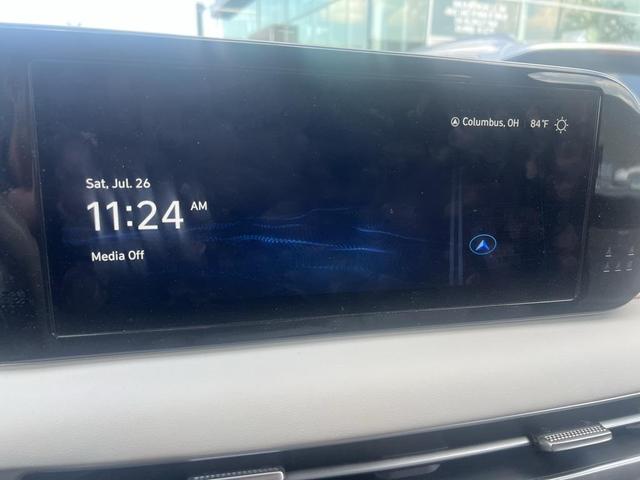 Columbus, OH 84°F
Sat, Jul. 26
11:24 AM
Media Off